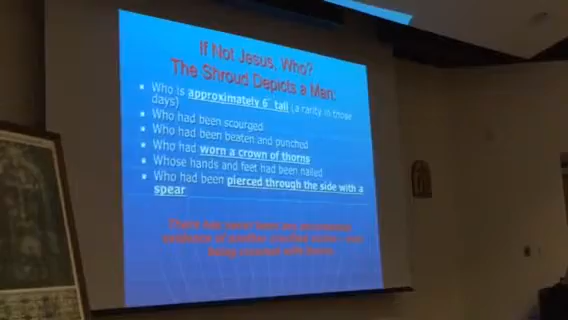 If Not Jesus, Who?
The Shroud Depicts a Man:
Who is approximately 6' tall (a rarity in those
days)
Who had been scourged
Who had been beaten and punched
Who had worn a crown of thorns
Whose hands and feet had been nailed
Who had been pierced through the side with a
spear
There has never been any
of another
being crowned with thorns